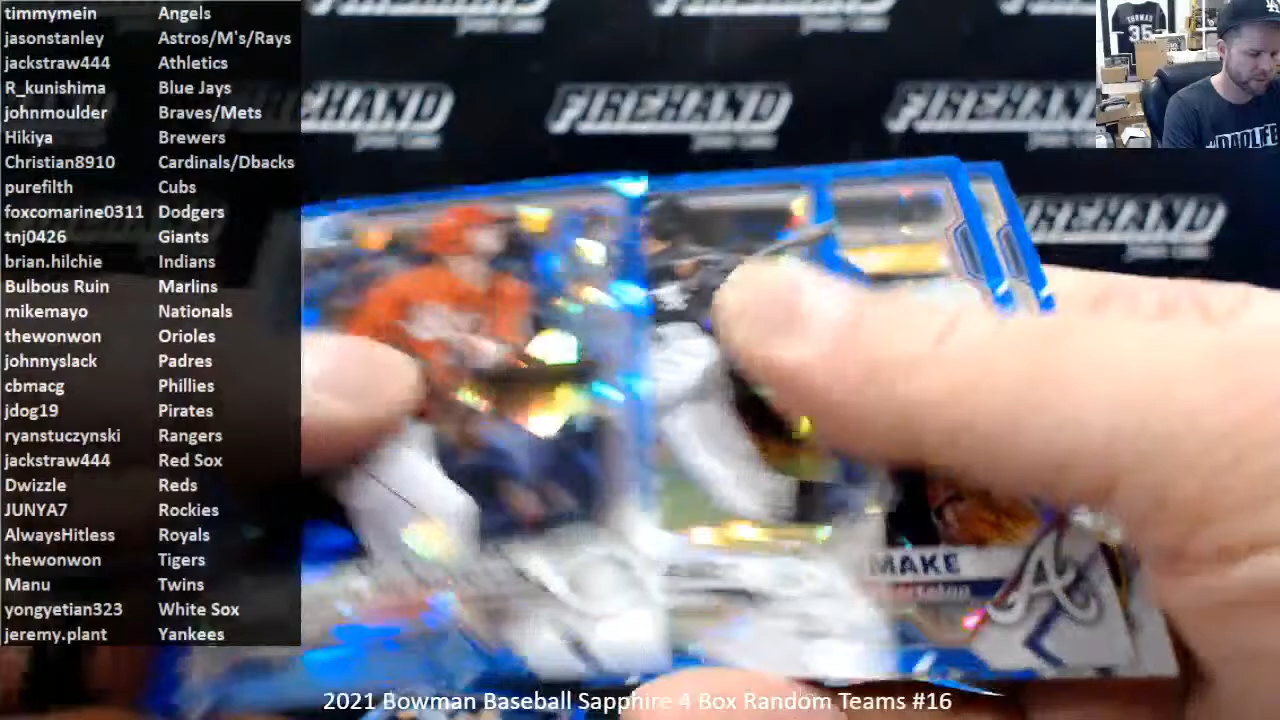 timmymein Angels
jasonstanley Astros/M's/Rays
jackstraw444 Athletics
R_kunishima Blue Jays
johnmoulder Braves/Mets
Hikiya Brewers
Christian8910 Cardinals/Dbacks
purefilth Cubs
foxcomarine0311 Dodgers
tnj0426 Giants
brian.hilchie Indians
Bulbous Ruin Marlins
mikemayo Nationals
thewonwon Orioles
johnnyslack Padres
cbmacg Phillies
jdog19 Pirates
ryanstuczynski Rangers
jackstraw444 Red Sox
Dwizzle Reds
JUNYA7 Rockies
AlwaysHitless Royals
thewonwon Tigers
Manu Twins
yongyetian323 White Sox
jeremy.plant Yankees
THOMAS
35
#DADLIFE
FIREHAND FIREHAND FIREHAND
FIREHAND
MAKE
A
2021 Bowman Baseball Sapphire 4 Box Random Teams #16